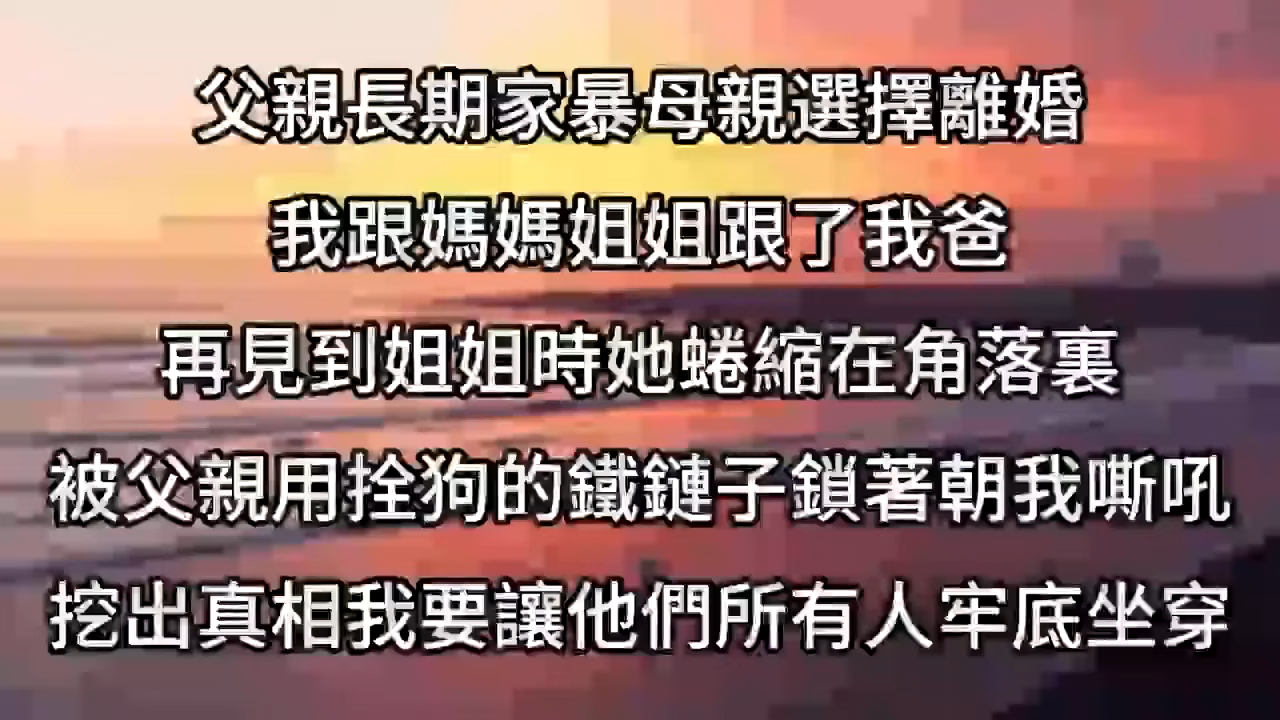 父親長期家暴母親選擇離婚
我跟媽媽姐姐跟了我爸
再見到姐姐時她蜷縮在角落裏
被父親用拴狗的鐵鏈子鎖著朝我嘶吼
挖出真相我要讓他們所有人牢底坐穿